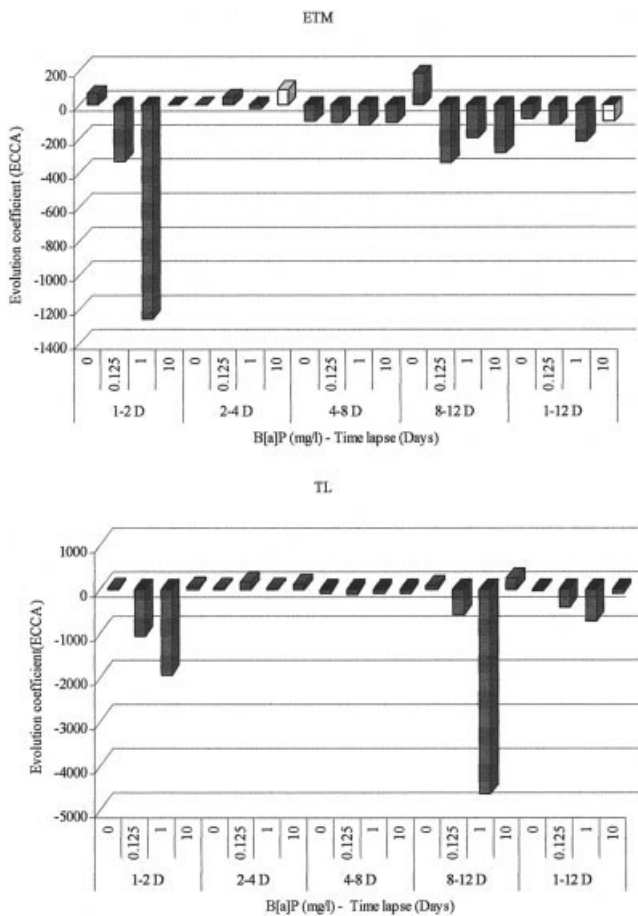 ETM
Evolution coefficient (ECCA)
200
0
-200
-400
-600
-800
-1000
-1200
-1400
0 0.125 1 10 0 0.125 1 10 0 0.125 1 10 0 0.125 1 10 0 0.125 1 10
1-2 D 2-4 D 4-8 D 8-12 D 1-12 D
B[a]P (mg/l) - Time lapse (Days)
TL
Evolution coefficient(ECCA)
1000
0
-1000
-2000
-3000
-4000
-5000
0 0.125 1 10 0 0.125 1 10 0 0.125 1 10 0 0.125 1 10 0 0.125 1 10
1-2 D 2-4 D 4-8 D 8-12 D 1-12 D
B[a]P (mg/l) - Time lapse (Days)